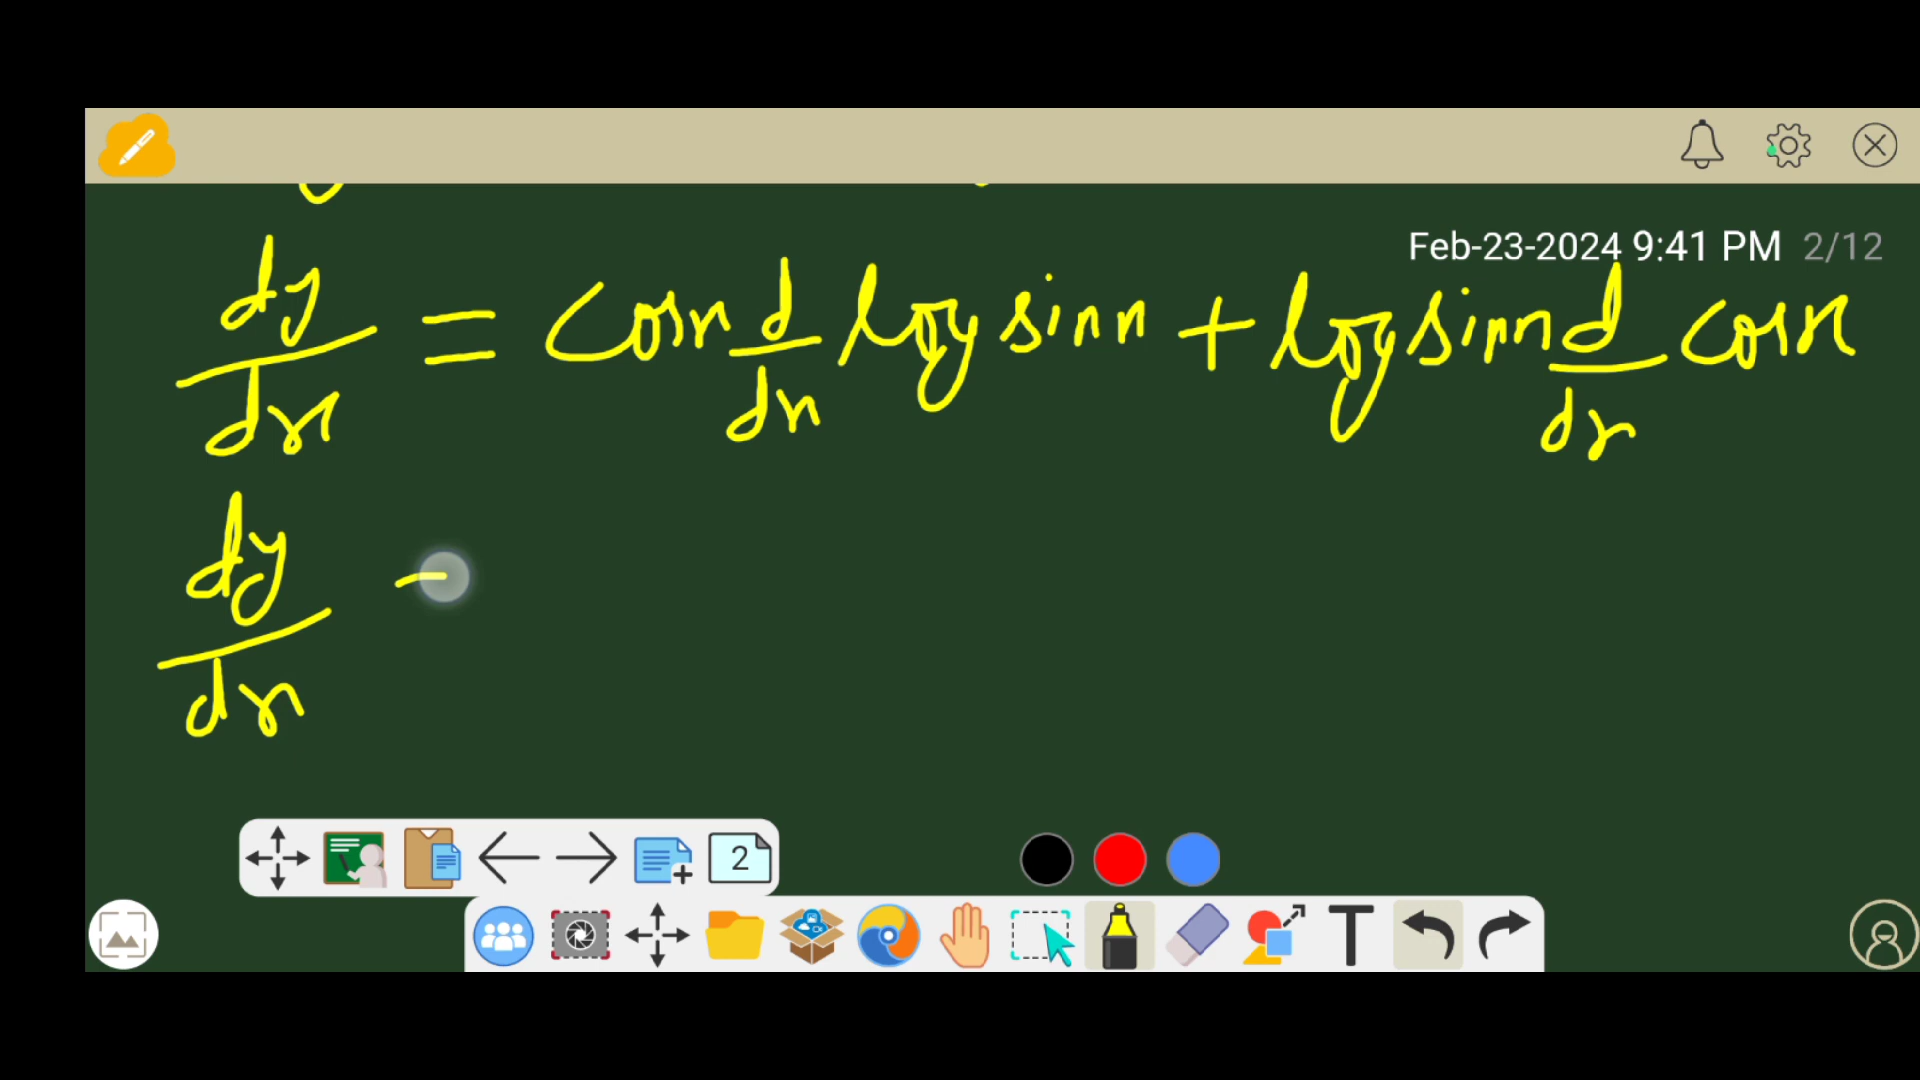 Feb-23-2024 9:41 PM 2/12
dy/dx = cosx d/dx log sinx + log sinx d/dx cosx
dy/dx -
2
T